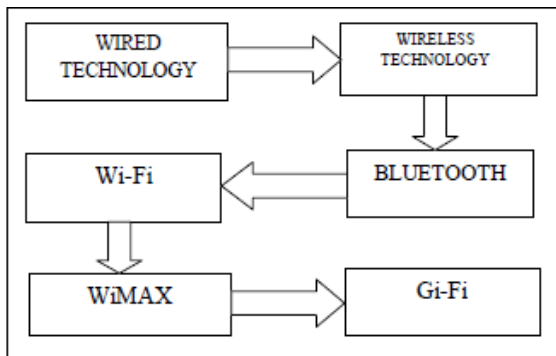 WIRED
TECHNOLOGY
WIRELESS
TECHNOLOGY
BLUETOOTH
Wi-Fi
WiMAX
Gi-Fi